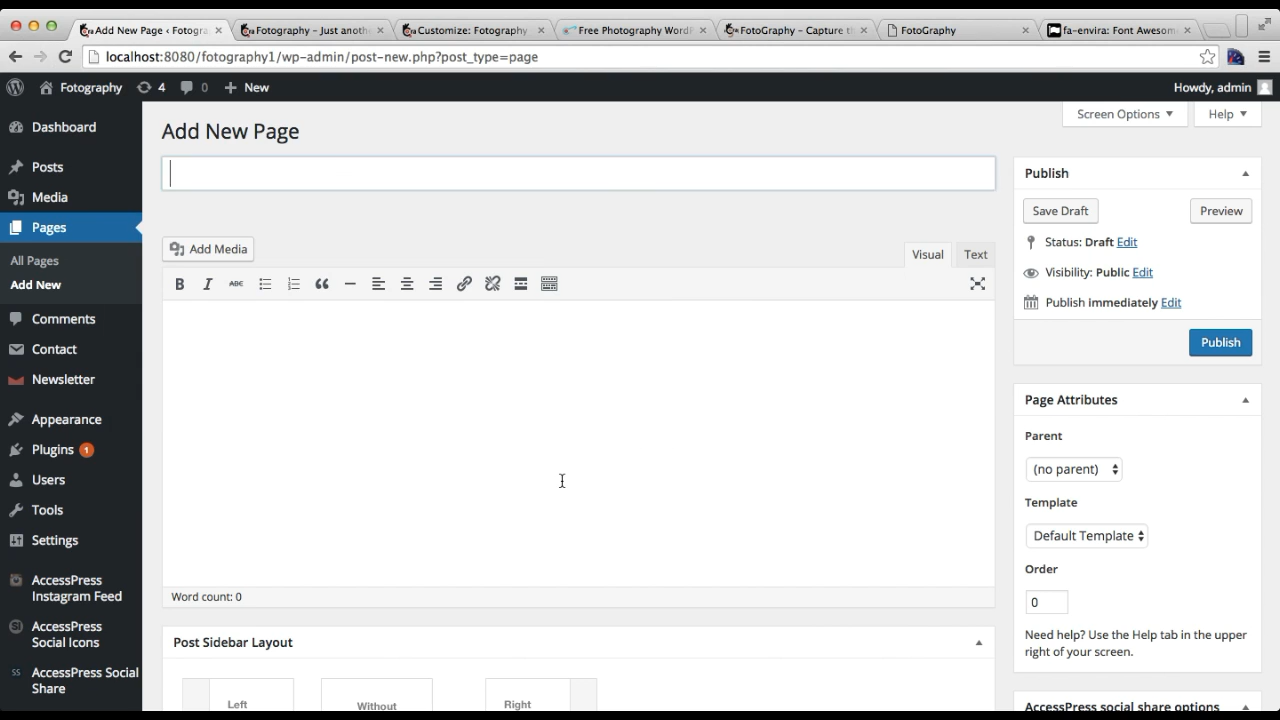 Add New Page ‹ Fotogra
Fotography – Just anoth
Customize: Fotography
Free Photography WordP
FotoGraphy - Capture th
FotoGraphy
fa-envira: Font Awesom
localhost:8080/fotography1/wp-admin/post-new.php?post_type=page
Fotography
4
0
New
Howdy, admin
Dashboard
Posts
Media
Pages
All Pages
Add New
Comments
Contact
Newsletter
Appearance
Plugins 1
Users
Tools
Settings
AccessPress
Instagram Feed
AccessPress
Social Icons
SS AccessPress Social
Share
Screen Options
Help
Add New Page
Add Media
Visual
Text
B I ABC
Word count: 0
Post Sidebar Layout
Left
Without
Right
Publish
Save Draft
Preview
Status: Draft Edit
Visibility: Public Edit
Publish immediately Edit
Publish
Page Attributes
Parent
(no parent)
Template
Default Template
Order
0
Need help? Use the Help tab in the upper
right of your screen.
AccessPress social share options